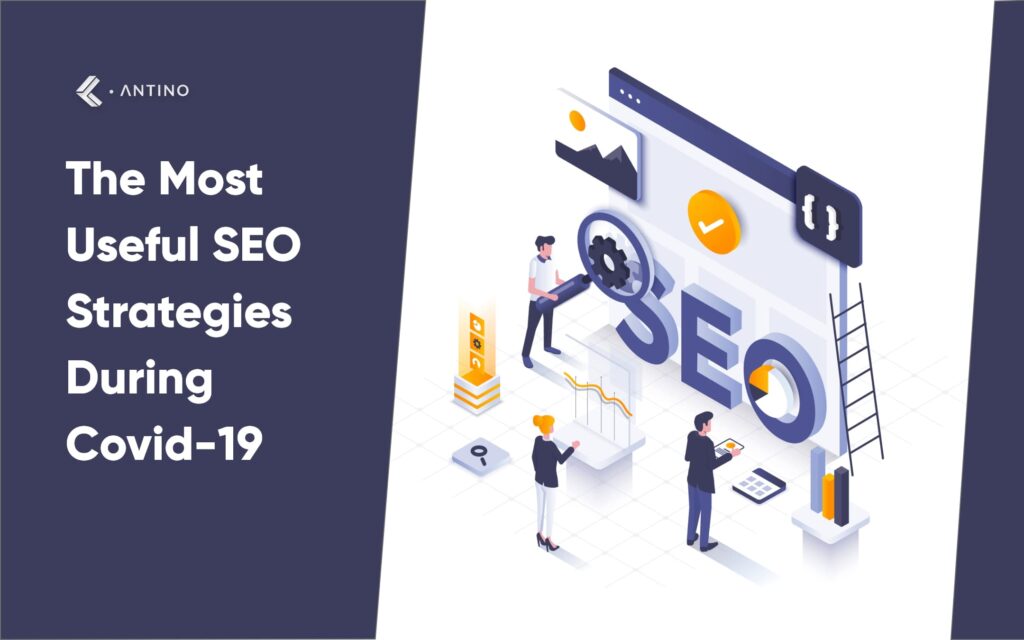 • ANTINO
The Most
Useful SEO
Strategies
During
Covid-19
{ }
SEO